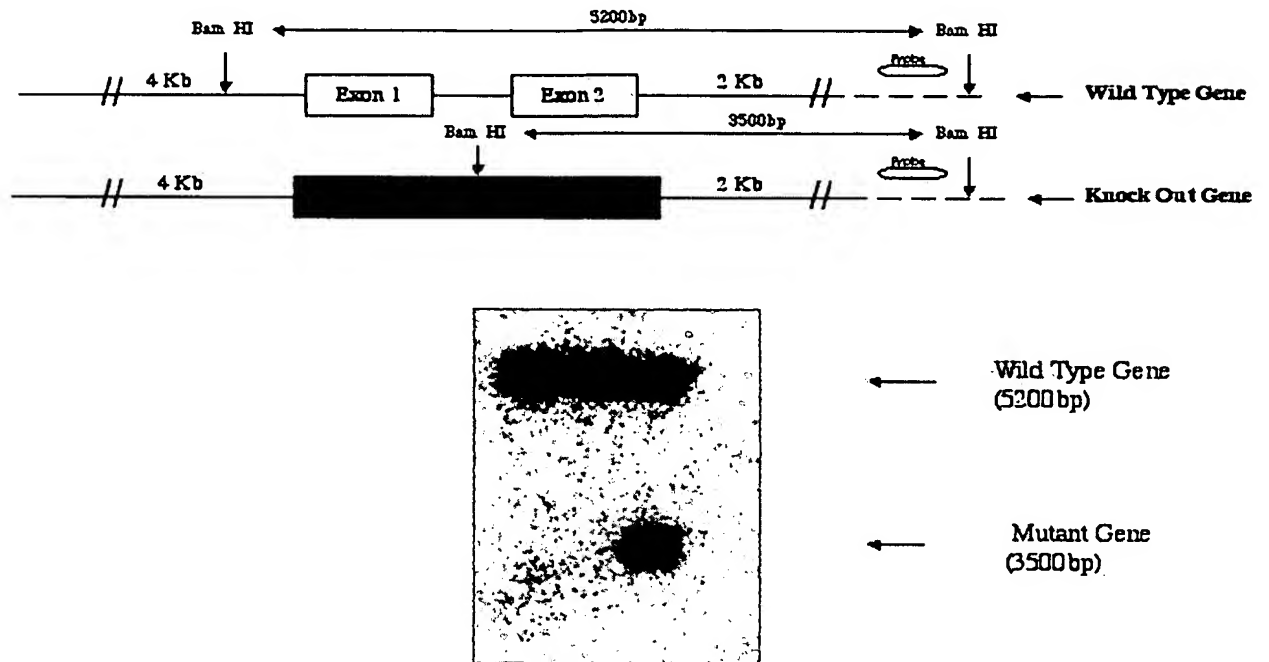 5200bp
Bam HI Bam HI
4 Kb Exon 1 Exon 2 2 Kb Probe Wild Type Gene
3500bp
Bam HI Bam HI
4 Kb 2 Kb Probe Knock Out Gene
Wild Type Gene
(5200bp)
Mutant Gene
(3500bp)